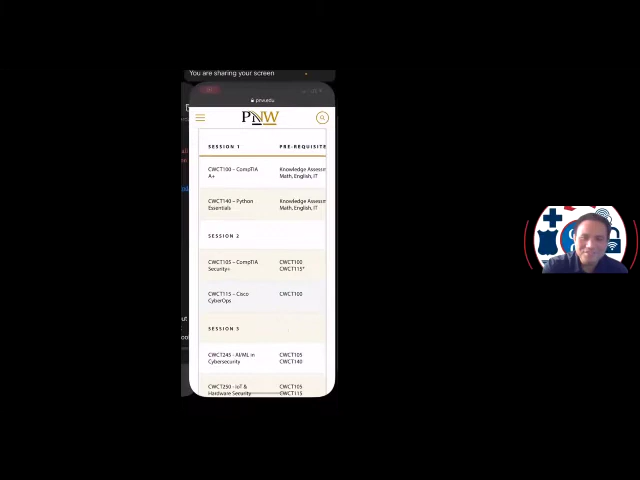 You are sharing your screen
pnw.edu
PNW
SESSION 1 PRE-REQUISITE
CWCT100 – CompTIA Knowledge Assessm
A+ Math, English, IT
CWCT140 – Python Knowledge Assessm
Essentials Math, English, IT
SESSION 2
CWCT105 – CompTIA CWCT100
Security+ CWCT115*
CWCT115 – Cisco CWCT100
CyberOps
SESSION 3
CWCT245 - AI/ML in CWCT105
Cybersecurity CWCT140
CWCT250 - IoT & CWCT105
Hardware Security CWCT115